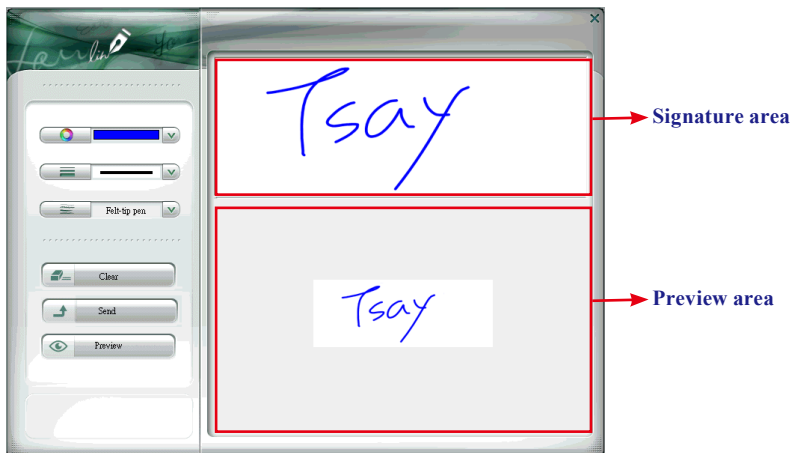 Tsay
Signature area
Felt-tip pen
Clear
Send
Preview
Tsay
Preview area